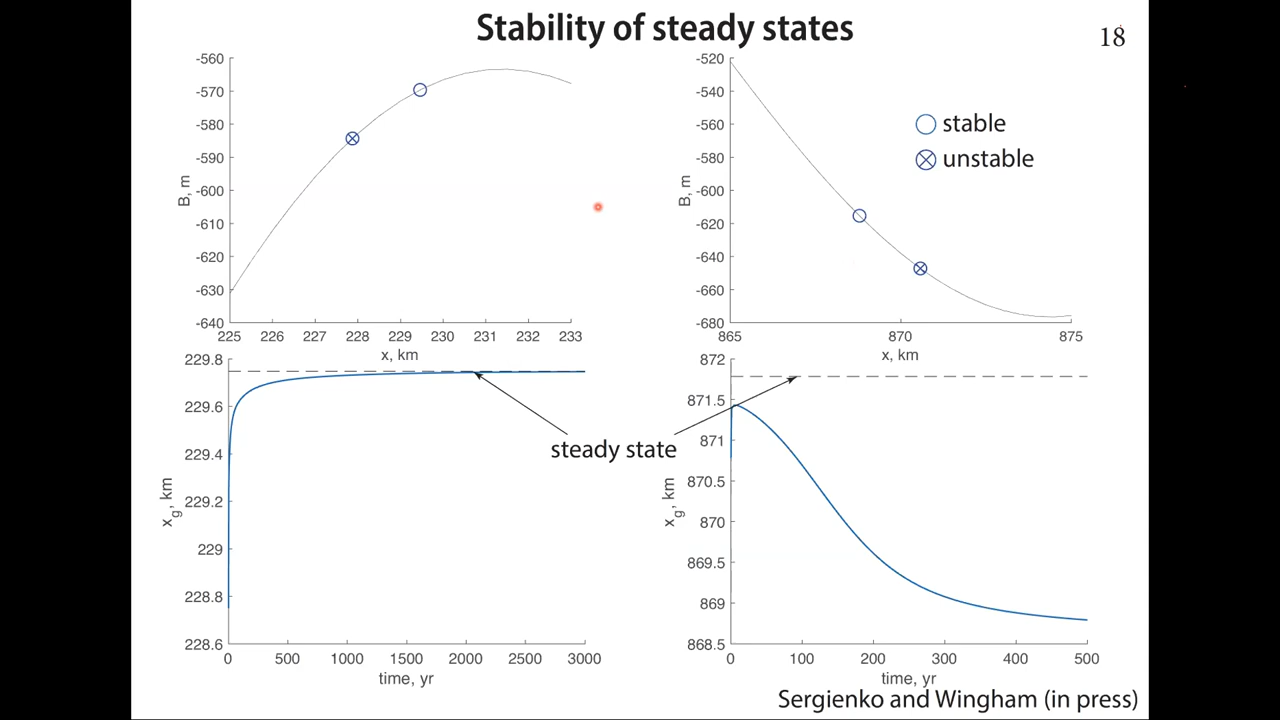 Stability of steady states
18
-560
-570
-580
-590
-600
-610
-620
-630
-640
B, m
225 226 227 228 229 230 231 232 233
x, km
-520
-540
-560
-580
-600
-620
-640
-660
-680
B, m
865 870 875
x, km
stable
unstable
229.8
229.6
229.4
229.2
229
228.8
228.6
xg, km
0 500 1000 1500 2000 2500 3000
time, yr
steady state
872
871.5
871
870.5
870
869.5
869
868.5
xg, km
0 100 200 300 400 500
time, yr
Sergienko and Wingham (in press)